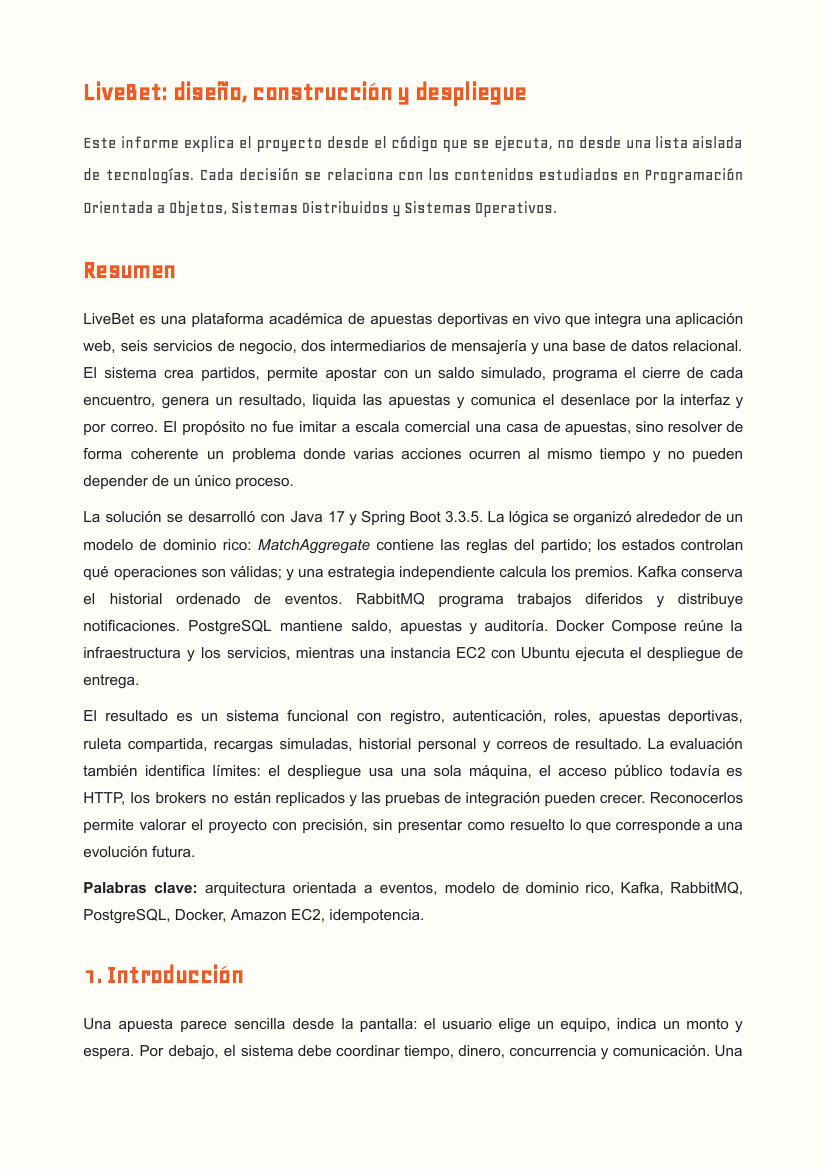 LiveBet: diseño, construcción y despliegue
Este informe explica el proyecto desde el código que se ejecuta, no desde una lista aislada
de tecnologías. Cada decisión se relaciona con los contenidos estudiados en Programación
Orientada a Objetos, Sistemas Distribuidos y Sistemas Operativos.
Resumen
LiveBet es una plataforma académica de apuestas deportivas en vivo que integra una aplicación
web, seis servicios de negocio, dos intermediarios de mensajería y una base de datos relacional.
El sistema crea partidos, permite apostar con un saldo simulado, programa el cierre de cada
encuentro, genera un resultado, liquida las apuestas y comunica el desenlace por la interfaz y
por correo. El propósito no fue imitar a escala comercial una casa de apuestas, sino resolver de
forma coherente un problema donde varias acciones ocurren al mismo tiempo y no pueden
depender de un único proceso.
La solución se desarrolló con Java 17 y Spring Boot 3.3.5. La lógica se organizó alrededor de un
modelo de dominio rico: MatchAggregate contiene las reglas del partido; los estados controlan
qué operaciones son válidas; y una estrategia independiente calcula los premios. Kafka conserva
el historial ordenado de eventos. RabbitMQ programa trabajos diferidos y distribuye
notificaciones. PostgreSQL mantiene saldo, apuestas y auditoría. Docker Compose reúne la
infraestructura y los servicios, mientras una instancia EC2 con Ubuntu ejecuta el despliegue de
entrega.
El resultado es un sistema funcional con registro, autenticación, roles, apuestas deportivas,
ruleta compartida, recargas simuladas, historial personal y correos de resultado. La evaluación
también identifica límites: el despliegue usa una sola máquina, el acceso público todavía es
HTTP, los brokers no están replicados y las pruebas de integración pueden crecer. Reconocerlos
permite valorar el proyecto con precisión, sin presentar como resuelto lo que corresponde a una
evolución futura.
Palabras clave: arquitectura orientada a eventos, modelo de dominio rico, Kafka, RabbitMQ,
PostgreSQL, Docker, Amazon EC2, idempotencia.
1. Introducción
Una apuesta parece sencilla desde la pantalla: el usuario elige un equipo, indica un monto y
espera. Por debajo, el sistema debe coordinar tiempo, dinero, concurrencia y comunicación. Una